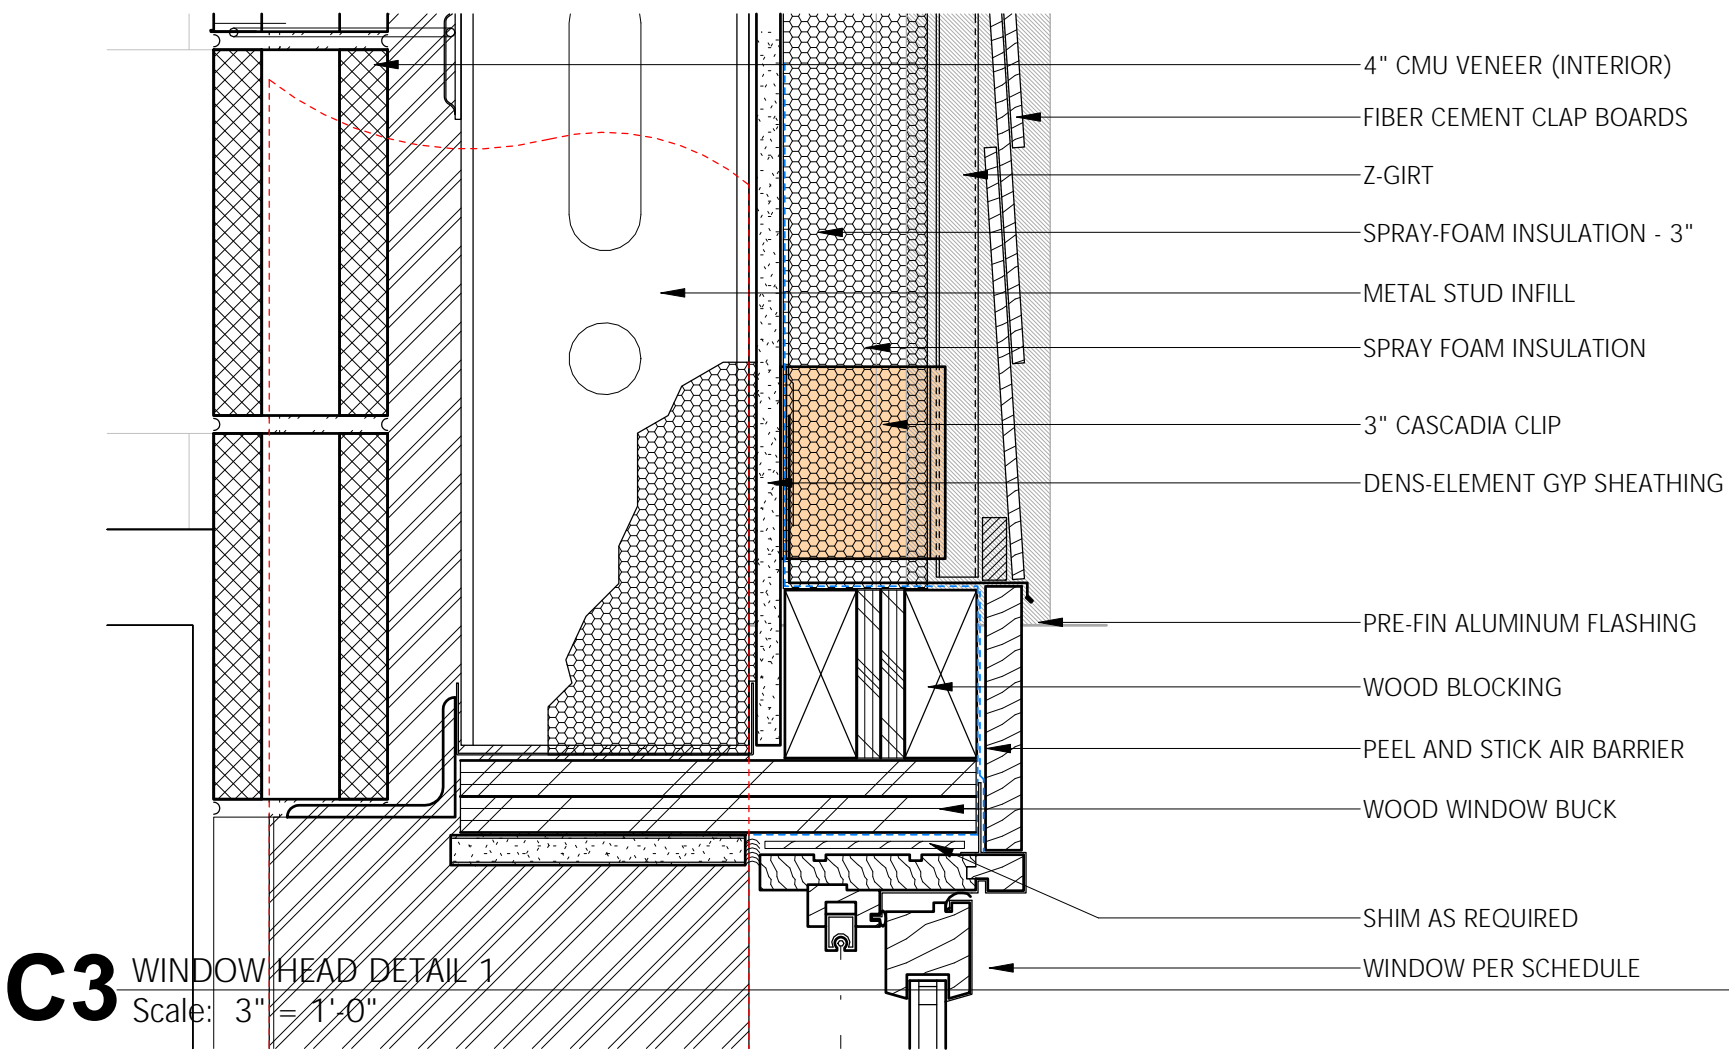 4" CMU VENEER (INTERIOR)
FIBER CEMENT CLAP BOARDS
Z-GIRT
SPRAY-FOAM INSULATION - 3"
METAL STUD INFILL
SPRAY FOAM INSULATION
3" CASCADIA CLIP
DENS-ELEMENT GYP SHEATHING
PRE-FIN ALUMINUM FLASHING
WOOD BLOCKING
PEEL AND STICK AIR BARRIER
WOOD WINDOW BUCK
SHIM AS REQUIRED
WINDOW PER SCHEDULE
C3
WINDOW HEAD DETAIL 1
Scale: 3" = 1'-0"